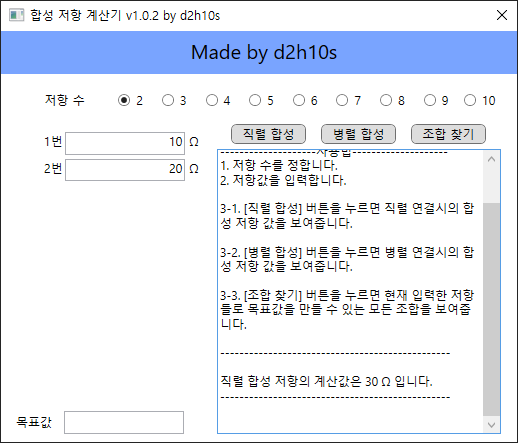 합성 저항 계산기 v1.0.2 by d2h10s
Made by d2h10s
저항 수 2 3 4 5 6 7 8 9 10
직렬 합성 병렬 합성 조합 찾기
1번 10 Ω
2번 20 Ω
--------------------사용법--------------------
1. 저항 수를 정합니다.
2. 저항값을 입력합니다.
3-1. [직렬 합성] 버튼을 누르면 직렬 연결시의 합
성 저항 값을 보여줍니다.
3-2. [병렬 합성] 버튼을 누르면 병렬 연결시의 합
성 저항 값을 보여줍니다.
3-3. [조합 찾기] 버튼을 누르면 현재 입력한 저항
들로 목표값을 만들 수 있는 모든 조합을 보여줍
니다.
------------------------------------------------
직렬 합성 저항의 계산값은 30 Ω 입니다.
------------------------------------------------
목표값